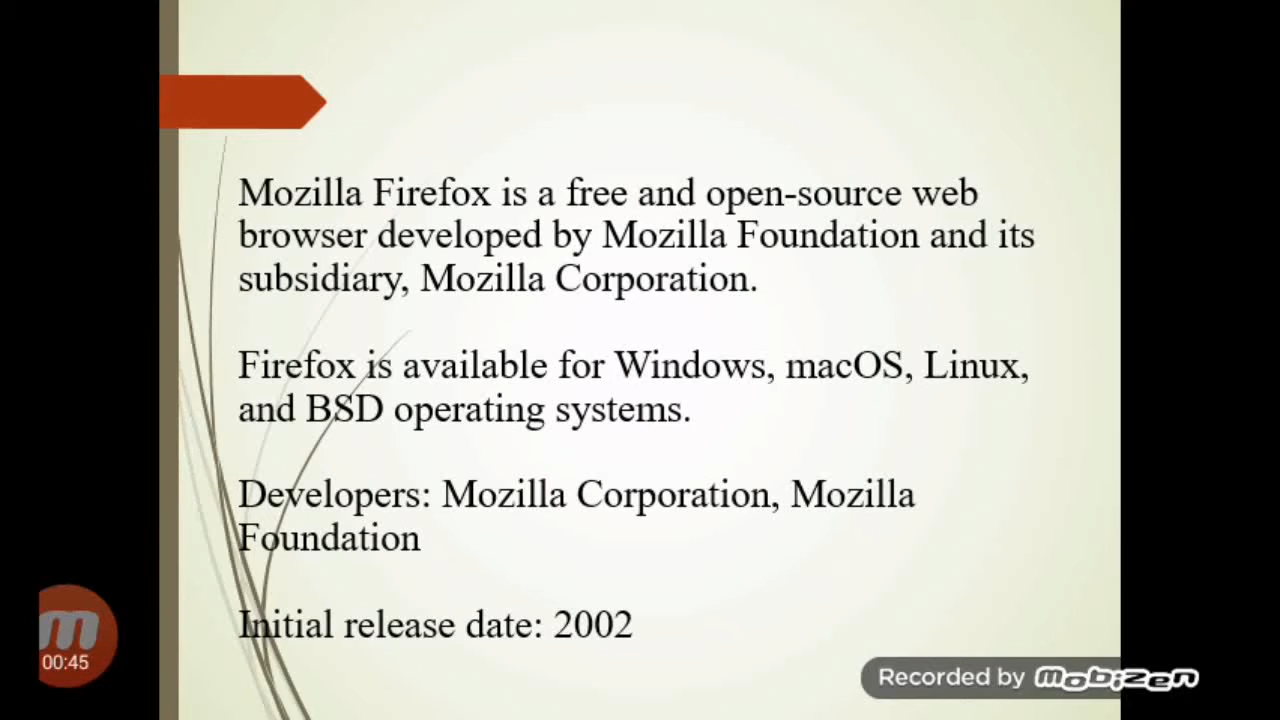 Mozilla Firefox is a free and open-source web
browser developed by Mozilla Foundation and its
subsidiary, Mozilla Corporation.
Firefox is available for Windows, macOS, Linux,
and BSD operating systems.
Developers: Mozilla Corporation, Mozilla
Foundation
Initial release date: 2002
m
00:45
Recorded by mobizen